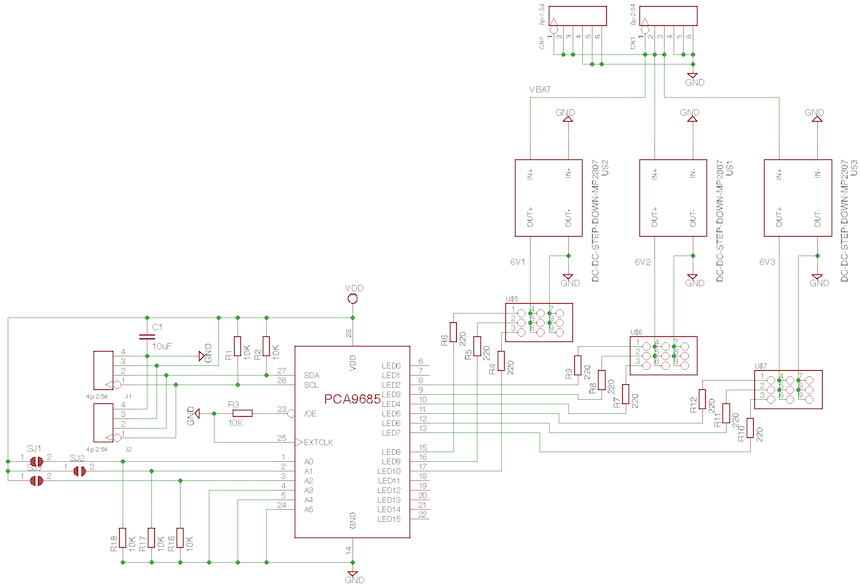 8p-2.54
8p-2.54
CN2
1 2 3 4 5 6
CN1
1 2 3 4 5 6
GND
VBAT
GND
GND
GND
IN+
IN-
OUT+
OUT-
DC-DC-STEP-DOWN-MP2307
US2
IN+
IN-
OUT+
OUT-
DC-DC-STEP-DOWN-MP2307
US1
IN+
IN-
OUT+
OUT-
DC-DC-STEP-DOWN-MP2307
US3
6V1
6V2
6V3
GND
GND
GND
U$5
1
2
3
U$6
1
2
3
U$7
1
2
3
R6
220
R5
220
R4
220
R9
220
R8
220
R7
220
R12
220
R11
220
R10
220
VDD
C1
10uF
GND
R1
10K
R2
10K
4
3
2
1
4p-2.54
J1
4
3
2
1
4p-2.54
J2
GND
R3
10K
28
VDD
PCA9685
27 SDA
26 SCL
23 /OE
25 EXTCLK
1 A0
2 A1
3 A2
4 A3
5 A4
24 A5
LED0 6
LED1 7
LED2 8
LED3 9
LED4 10
LED5 11
LED6 12
LED7 13
LED8 15
LED9 16
LED10 17
LED11 18
LED12 19
LED13 20
LED14 21
LED15 22
GND
14
GND
SJ1
1 2
SJ2
1 2
1 2
R18
10K
R17
10K
R16
10K